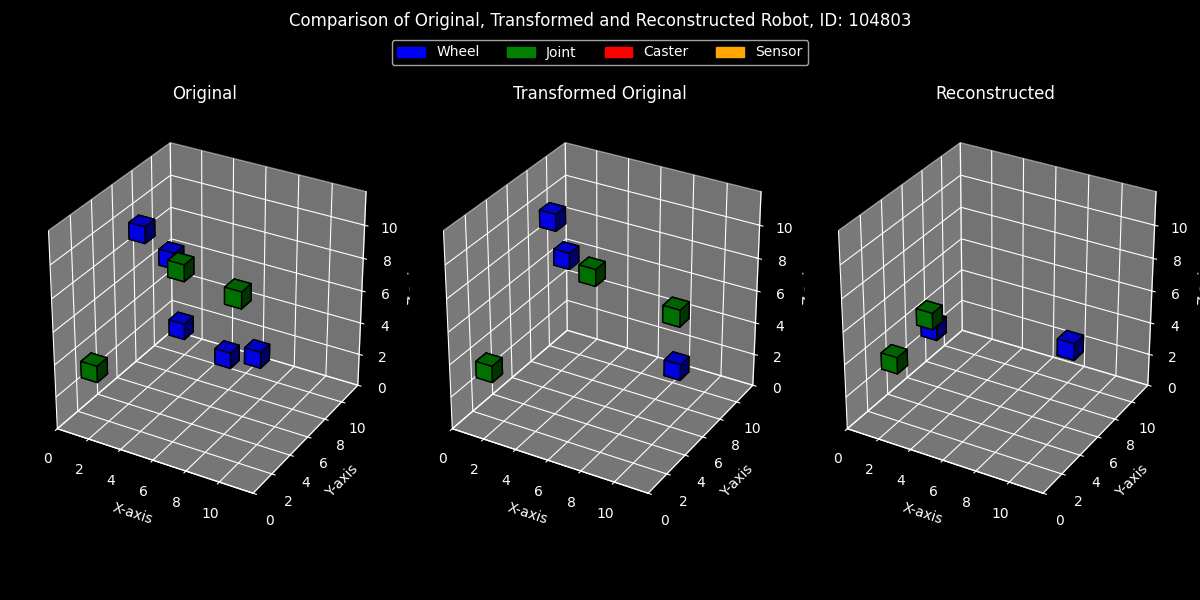 Comparison of Original, Transformed and Reconstructed Robot, ID: 104803
Wheel Joint Caster Sensor
Original Transformed Original Reconstructed
10 10 10
8 8 8
6 6 6
4 4 4
2 2 2
0 0 0
0 2 4 6 8 10 0 2 4 6 8 10 0 2 4 6 8 10
X-axis X-axis X-axis
0 2 4 6 8 10 0 2 4 6 8 10 0 2 4 6 8 10
Y-axis Y-axis Y-axis